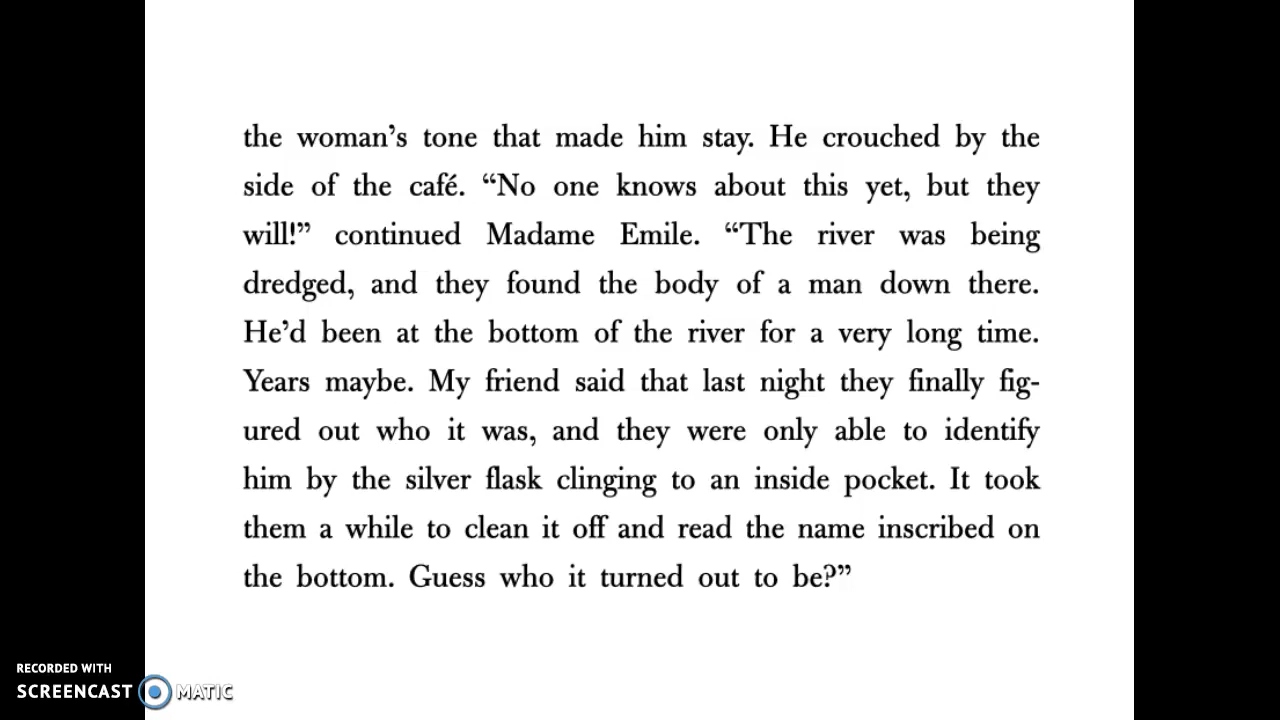 the woman’s tone that made him stay. He crouched by the
side of the café. “No one knows about this yet, but they
will!” continued Madame Emile. “The river was being
dredged, and they found the body of a man down there.
He’d been at the bottom of the river for a very long time.
Years maybe. My friend said that last night they finally fig-
ured out who it was, and they were only able to identify
him by the silver flask clinging to an inside pocket. It took
them a while to clean it off and read the name inscribed on
the bottom. Guess who it turned out to be?”
RECORDED WITH
SCREENCAST MATIC